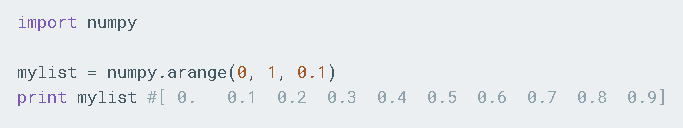 import numpy
mylist = numpy.arange(0, 1, 0.1)
print mylist #[ 0.   0.1  0.2  0.3  0.4  0.5  0.6  0.7  0.8  0.9]